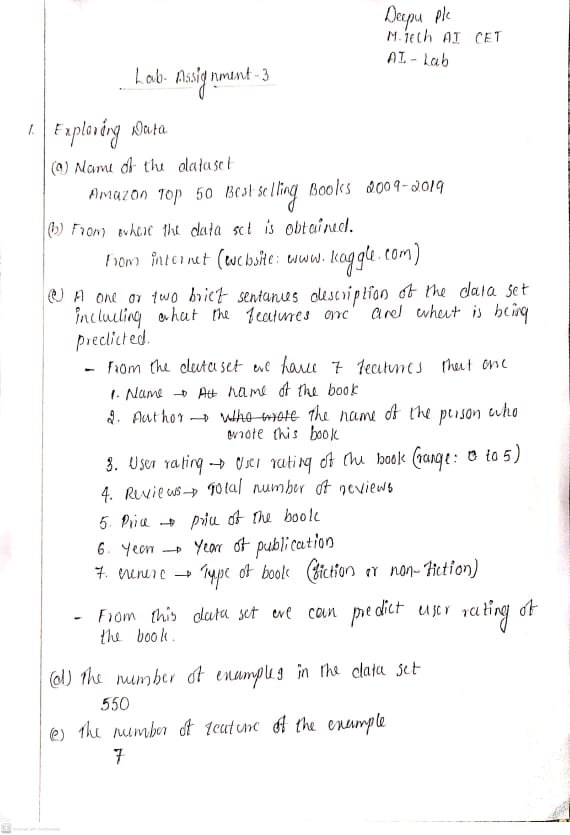 Deepu pk
M.Tech AI CET
AI - Lab
Lab- Assignment -3
1. Exploring Data
(a) Name of the dataset
Amazon Top 50 Bestselling Books 2009-2019
(b) From where the data set is obtained.
From internet (website: www.kaggle.com)
(c) A one or two brief sentances description of the data set
including what the features are and what is being
predicted.
- From the dataset we have 7 features that are
1. Name → name of the book
2. Author → Who wrote The name of the person who
wrote this book
3. User rating → User rating of the book (range: 0 to 5)
4. Reviews → Total number of reviews
5. Price → price of the book
6. Year → Year of publication
7. Genere → Type of book (fiction or non-fiction)
- From this data set we can predict user rating of
the book.
(d) The number of examples in the data set
550
(e) The number of feature of the example
7